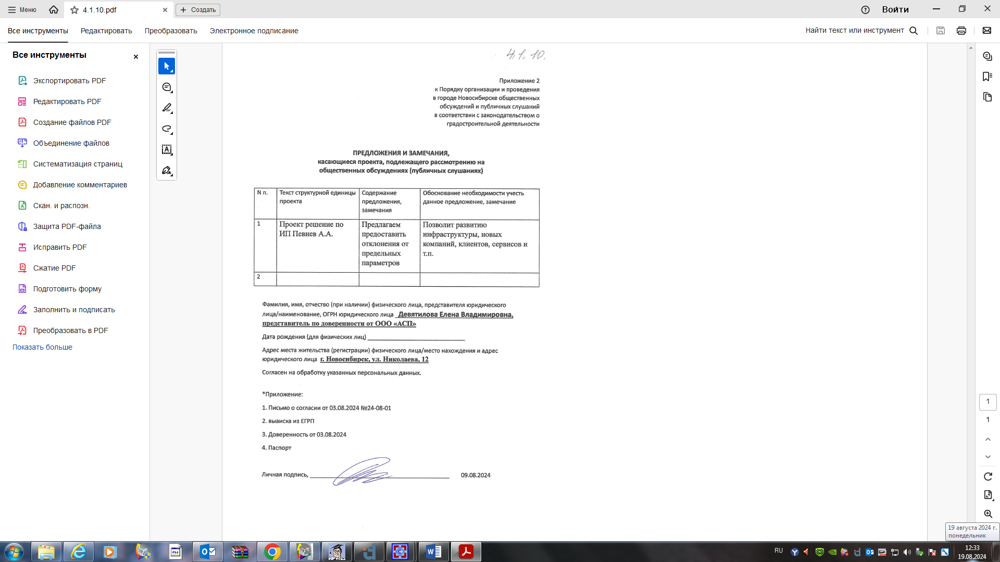 Меню
4.1.10.pdf
Создать
Войти
Все инструменты
Редактировать
Преобразовать
Электронное подписание
Найти текст или инструмент
Все инструменты
Экспортировать PDF
Редактировать PDF
Создание файлов PDF
Объединение файлов
Систематизация страниц
Добавление комментариев
Скан. и распозн.
Защита PDF-файла
Исправить PDF
Сжатие PDF
Подготовить форму
Заполнить и подписать
Преобразовать в PDF
Показать больше
4.1.10.
Приложение 2
к Порядку организации и проведения
в городе Новосибирске общественных
обсуждений и публичных слушаний
в соответствии с законодательством о
градостроительной деятельности
ПРЕДЛОЖЕНИЯ И ЗАМЕЧАНИЯ,
касающиеся проекта, подлежащего рассмотрению на
общественных обсуждениях (публичных слушаниях)
N п.
Текст структурной единицы
проекта
Содержание
предложения,
замечания
Обоснование необходимости учесть
данное предложение, замечание
1
Проект решение по
ИП Певнев А.А.
Предлагаем
предоставить
отклонения от
предельных
параметров
Позволит развитию
инфраструктуры, новых
компаний, клиентов, сервисов и
т.п.
2
Фамилия, имя, отчество (при наличии) физического лица, представителя юридического
лица/наименование, ОГРН юридического лица Девятилова Елена Владимировна,
представитель по доверенности от ООО «АСП»
Дата рождения (для физических лиц)
Адрес места жительства (регистрации) физического лица/место нахождения и адрес
юридического лица г. Новосибирск, ул. Николаева, 12
Согласен на обработку указанных персональных данных.
*Приложение:
1. Письмо о согласии от 03.08.2024 №24-08-01
2. выаиска из ЕГРП
3. Доверенность от 03.08.2024
4. Паспорт
Личная подпись,
09.08.2024
1
1
19 августа 2024 г.
понедельник
RU
12:33
19.08.2024